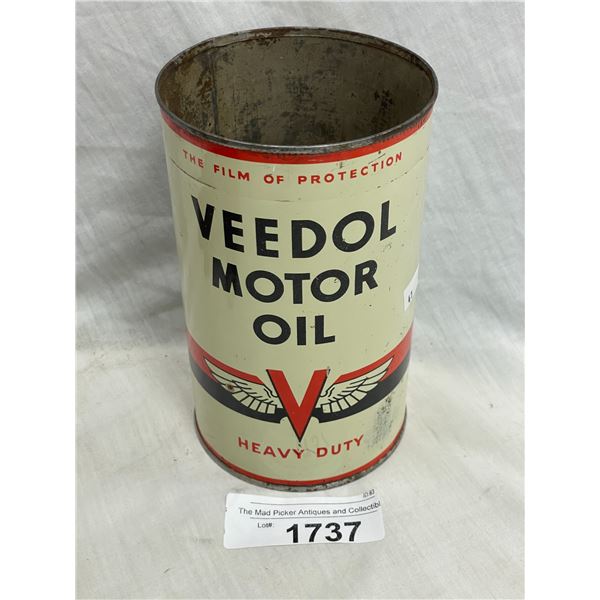 THE FILM OF PROTECTION
VEEDOL
MOTOR
OIL
V
HEAVY DUTY
The Mad Picker Antiques and Collectibl
Lot#: 1737